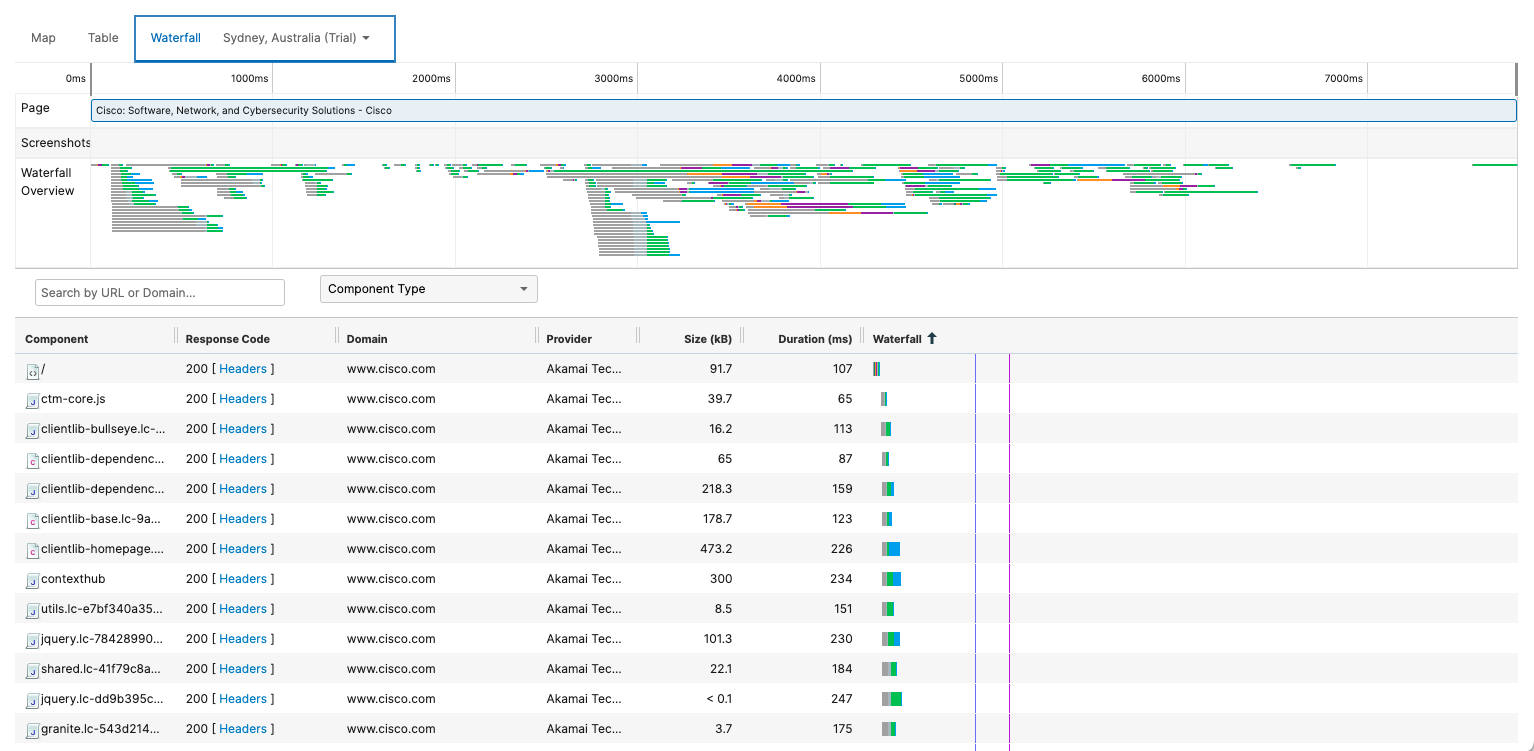 Map Table Waterfall Sydney, Australia (Trial)
0ms 1000ms 2000ms 3000ms 4000ms 5000ms 6000ms 7000ms
Page Cisco: Software, Network, and Cybersecurity Solutions - Cisco
Screenshots
Waterfall
Overview
Search by URL or Domain... Component Type
Component Response Code Domain Provider Size (kB) Duration (ms) Waterfall
/ 200 [ Headers ] www.cisco.com Akamai Tec... 91.7 107
ctm-core.js 200 [ Headers ] www.cisco.com Akamai Tec... 39.7 65
clientlib-bullseye.lc-... 200 [ Headers ] www.cisco.com Akamai Tec... 16.2 113
clientlib-dependenc... 200 [ Headers ] www.cisco.com Akamai Tec... 65 87
clientlib-dependenc... 200 [ Headers ] www.cisco.com Akamai Tec... 218.3 159
clientlib-base.lc-9a... 200 [ Headers ] www.cisco.com Akamai Tec... 178.7 123
clientlib-homepage.... 200 [ Headers ] www.cisco.com Akamai Tec... 473.2 226
contexthub 200 [ Headers ] www.cisco.com Akamai Tec... 300 234
utils.lc-e7bf340a35... 200 [ Headers ] www.cisco.com Akamai Tec... 8.5 151
jquery.lc-78428990... 200 [ Headers ] www.cisco.com Akamai Tec... 101.3 230
shared.lc-41f79c8a... 200 [ Headers ] www.cisco.com Akamai Tec... 22.1 184
jquery.lc-dd9b395c... 200 [ Headers ] www.cisco.com Akamai Tec... < 0.1 247
granite.lc-543d214... 200 [ Headers ] www.cisco.com Akamai Tec... 3.7 175